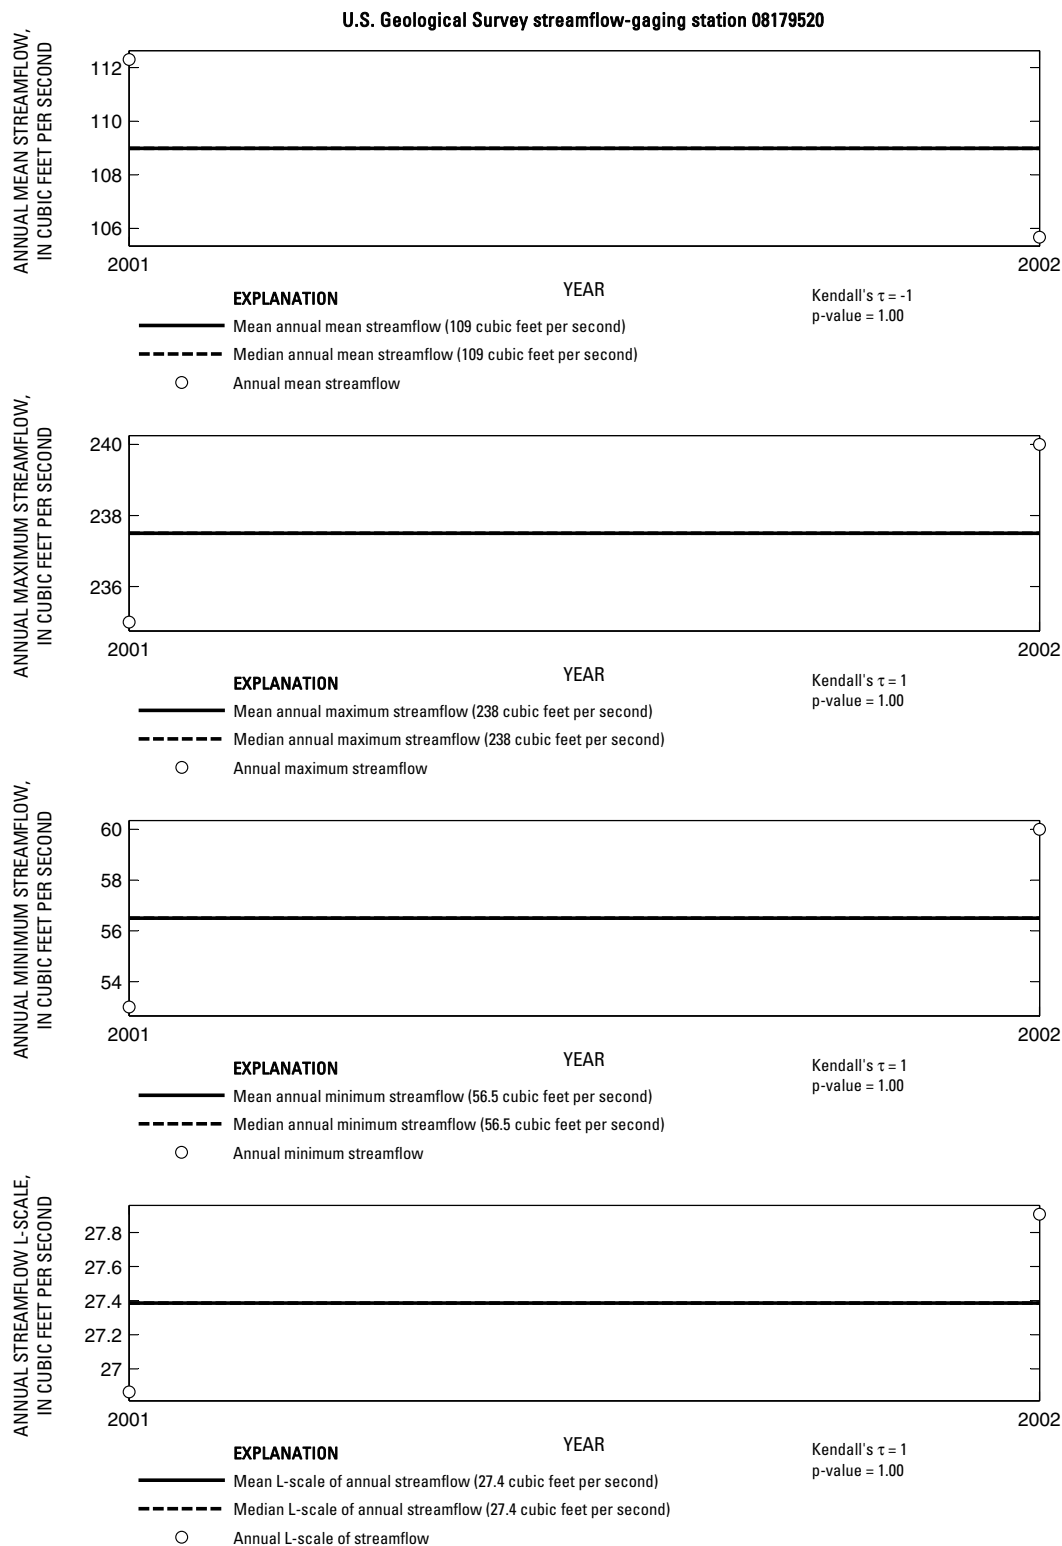 U.S. Geological Survey streamflow-gaging station 08179520
ANNUAL MEAN STREAMFLOW,
IN CUBIC FEET PER SECOND
112
110
108
106
2001
2002
YEAR
EXPLANATION
Mean annual mean streamflow (109 cubic feet per second)
Median annual mean streamflow (109 cubic feet per second)
Annual mean streamflow
Kendall's τ = -1
p-value = 1.00
ANNUAL MAXIMUM STREAMFLOW,
IN CUBIC FEET PER SECOND
240
238
236
2001
2002
YEAR
EXPLANATION
Mean annual maximum streamflow (238 cubic feet per second)
Median annual maximum streamflow (238 cubic feet per second)
Annual maximum streamflow
Kendall's τ = 1
p-value = 1.00
ANNUAL MINIMUM STREAMFLOW,
IN CUBIC FEET PER SECOND
60
58
56
54
2001
2002
YEAR
EXPLANATION
Mean annual minimum streamflow (56.5 cubic feet per second)
Median annual minimum streamflow (56.5 cubic feet per second)
Annual minimum streamflow
Kendall's τ = 1
p-value = 1.00
ANNUAL STREAMFLOW L-SCALE,
IN CUBIC FEET PER SECOND
27.8
27.6
27.4
27.2
27
2001
2002
YEAR
EXPLANATION
Mean L-scale of annual streamflow (27.4 cubic feet per second)
Median L-scale of annual streamflow (27.4 cubic feet per second)
Annual L-scale of streamflow
Kendall's τ = 1
p-value = 1.00